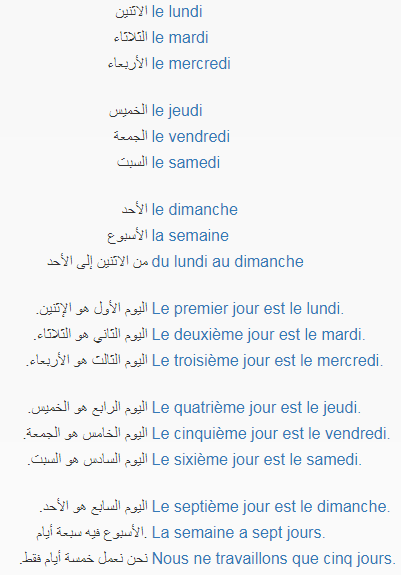 الاثنين le lundi
الثلاثاء le mardi
الأربعاء le mercredi
الخميس le jeudi
الجمعة le vendredi
السبت le samedi
الأحد le dimanche
الأسبوع la semaine
من الاثنين إلى الأحد du lundi au dimanche
اليوم الأول هو الإثنين. Le premier jour est le lundi.
اليوم الثاني هو الثلاثاء. Le deuxième jour est le mardi.
اليوم الثالث هو الأربعاء. Le troisième jour est le mercredi.
اليوم الرابع هو الخميس. Le quatrième jour est le jeudi.
اليوم الخامس هو الجمعة. Le cinquième jour est le vendredi.
اليوم السادس هو السبت. Le sixième jour est le samedi.
اليوم السابع هو الأحد. Le septième jour est le dimanche.
.الأسبوع فيه سبعة أيام La semaine a sept jours.
نحن نعمل خمسة أيام فقط. Nous ne travaillons que cinq jours.